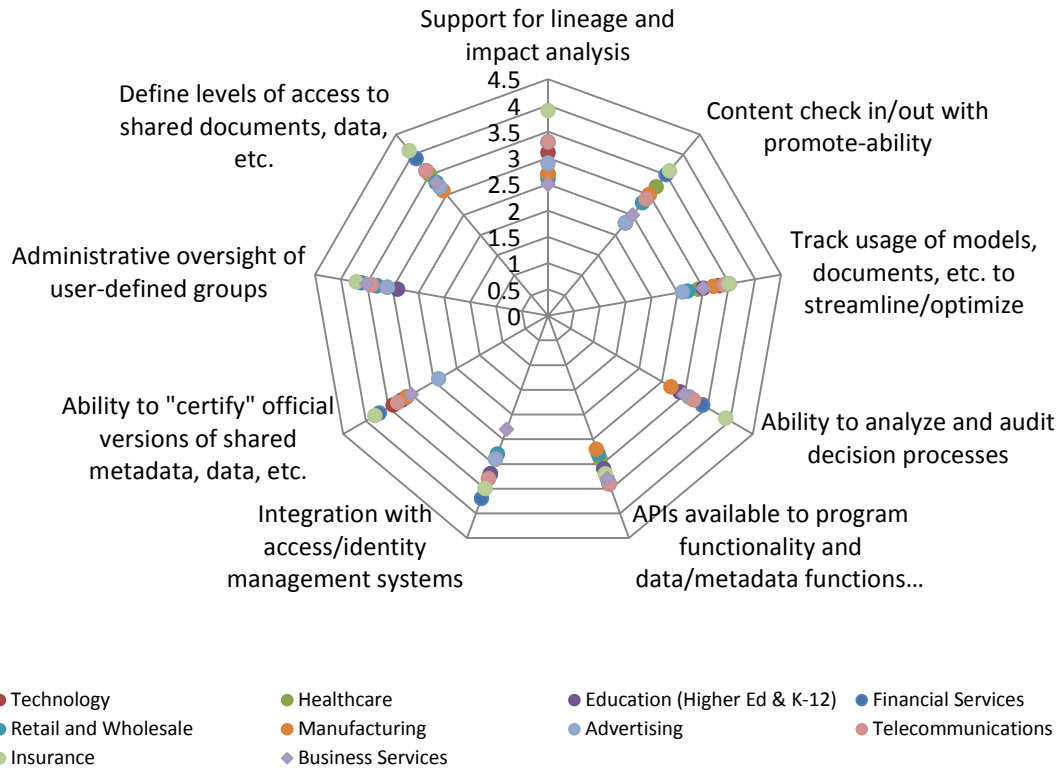 Support for lineage and
impact analysis
Define levels of access to
shared documents, data,
etc.
Content check in/out with
promote-ability
4.5
4
3.5
3
2.5
2
1.5
1
0.5
0
Administrative oversight of
user-defined groups
Track usage of models,
documents, etc. to
streamline/optimize
Ability to "certify" official
versions of shared
metadata, data, etc.
Ability to analyze and audit
decision processes
Integration with
access/identity
management systems
APIs available to program
functionality and
data/metadata functions…
Technology
Healthcare
Education (Higher Ed & K-12)
Financial Services
Retail and Wholesale
Manufacturing
Advertising
Telecommunications
Insurance
Business Services